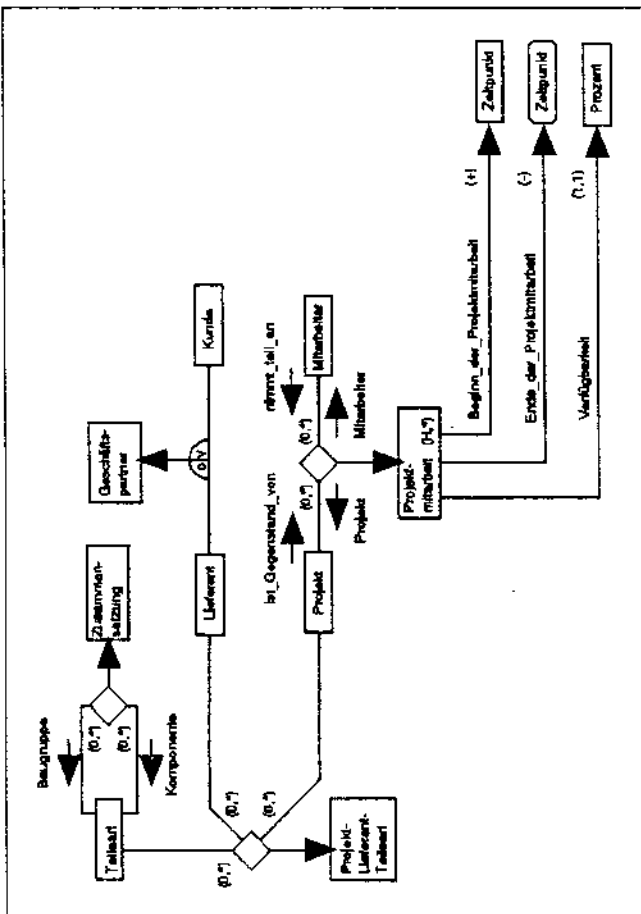 Baugruppe
(0,*)
(0,*)
Komponente
Teileart
Zusammen-
setzung
Geschäfts-
partner
Lieferant
Kunde
(0,*)
(0,*)
(0,*)
Projekt-
Lieferant-
Teileart
ist_Gegenstand_von
nimmt_teil_an
(0,*)
(0,*)
Projekt
Mitarbeiter
Projekt
Mitarbeiter
Projekt-
mitarbeit
(H,*)
Beginn_der_Projektmitarbeit
(+)
Zeitpunkt
Ende_der_Projektmitarbeit
(-)
Zeitpunkt
Verfügbarkeit
(1,1)
Prozent